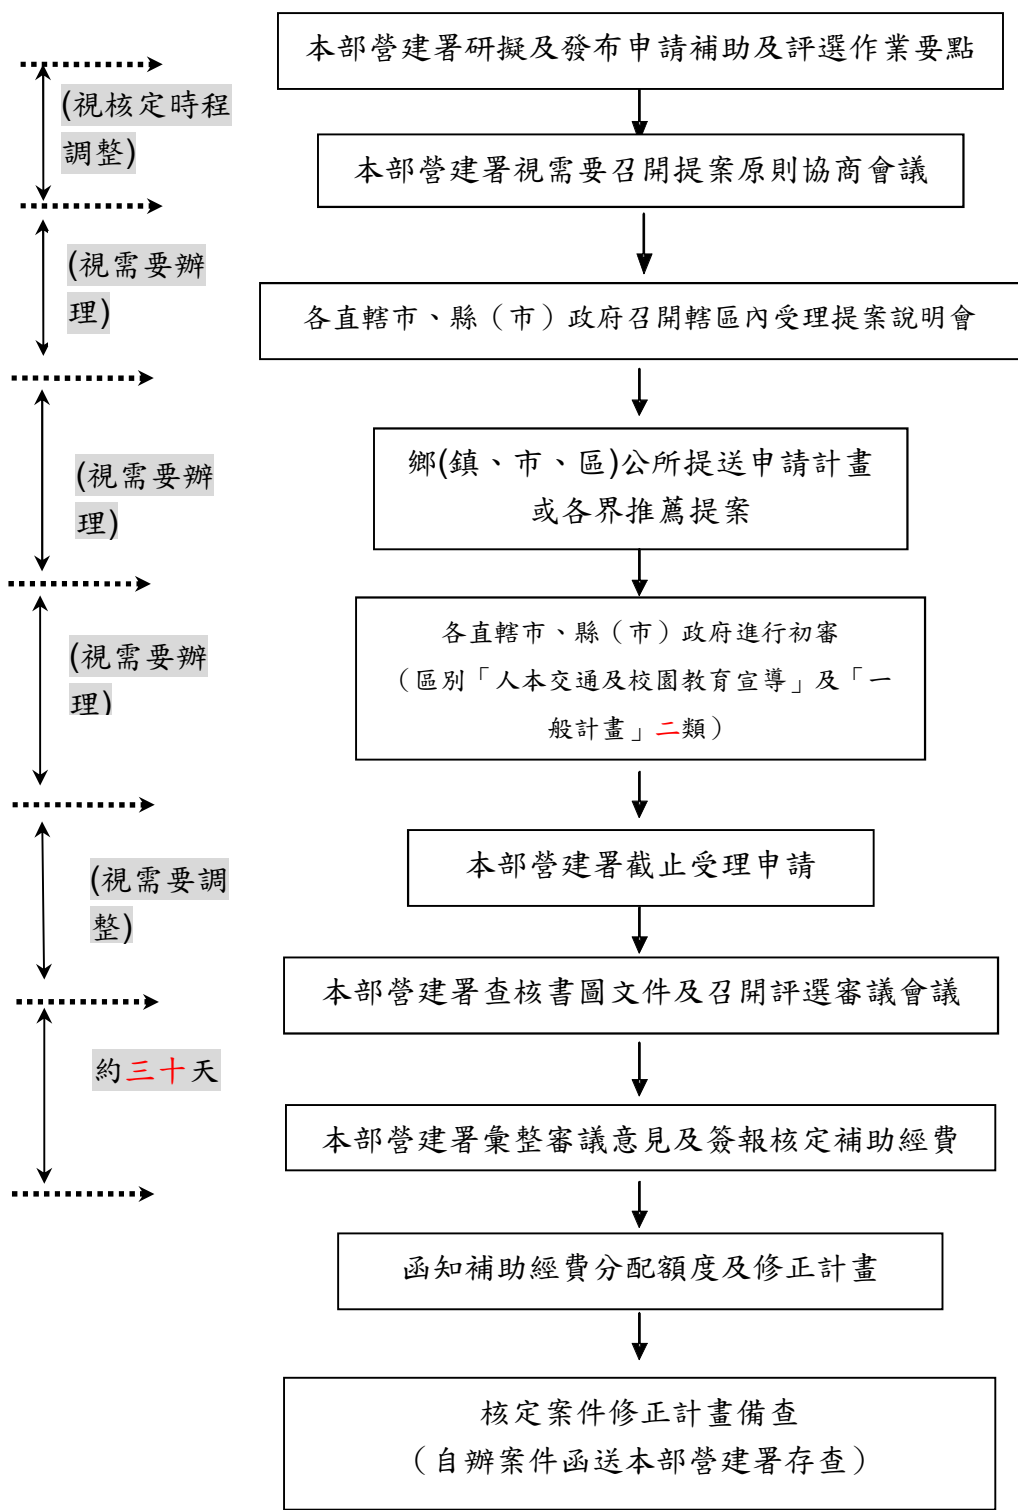 本部營建署研擬及發布申請補助及評選作業要點
(視核定時程
調整)
本部營建署視需要召開提案原則協商會議
(視需要辦
理)
各直轄市、縣（市）政府召開轄區內受理提案說明會
(視需要辦
理)
鄉(鎮、市、區)公所提送申請計畫
或各界推薦提案
(視需要辦
理)
各直轄市、縣（市）政府進行初審
（區別「人本交通及校園教育宣導」及「一
般計畫」二類）
(視需要調
整)
本部營建署截止受理申請
本部營建署查核書圖文件及召開評選審議會議
約三十天
本部營建署彙整審議意見及簽報核定補助經費
函知補助經費分配額度及修正計畫
核定案件修正計畫備查
（自辦案件函送本部營建署存查）